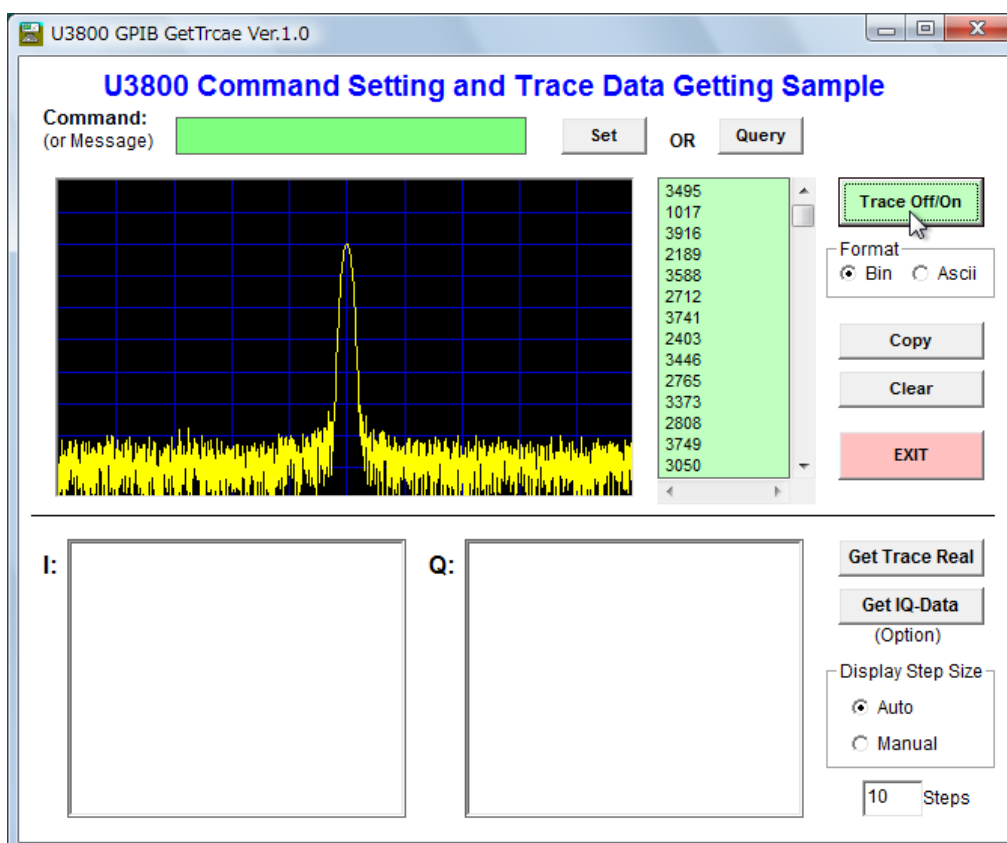 U3800 GPIB GetTrcae Ver.1.0
U3800 Command Setting and Trace Data Getting Sample
Command:
(or Message)
Set
OR
Query
3495
1017
3916
2189
3588
2712
3741
2403
3446
2765
3373
2808
3749
3050
Trace Off/On
Format
Bin
Ascii
Copy
Clear
EXIT
I:
Q:
Get Trace Real
Get IQ-Data
(Option)
Display Step Size
Auto
Manual
10 Steps